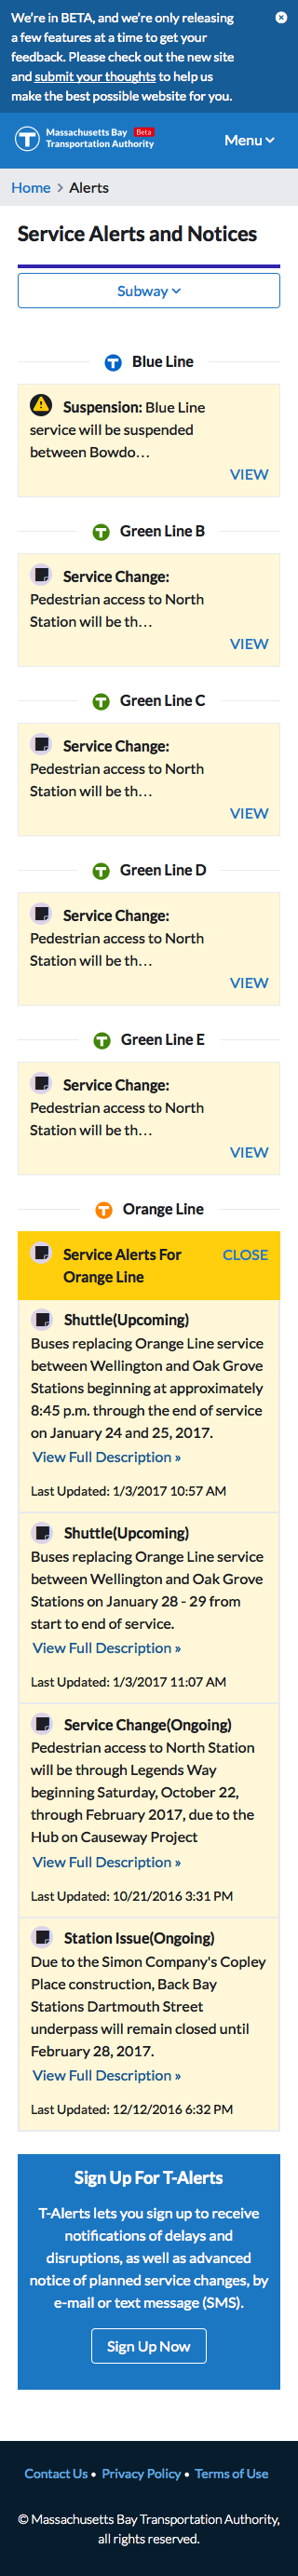 We're in BETA, and we're only releasing
a few features at a time to get your
feedback. Please check out the new site
and submit your thoughts to help us
make the best possible website for you.
T Massachusetts Bay Beta
Transportation Authority
Menu
Home > Alerts
Service Alerts and Notices
Subway
T Blue Line
Suspension: Blue Line
service will be suspended
between Bowdo...
VIEW
T Green Line B
Service Change:
Pedestrian access to North
Station will be th...
VIEW
T Green Line C
Service Change:
Pedestrian access to North
Station will be th...
VIEW
T Green Line D
Service Change:
Pedestrian access to North
Station will be th...
VIEW
T Green Line E
Service Change:
Pedestrian access to North
Station will be th...
VIEW
T Orange Line
Service Alerts For CLOSE
Orange Line
Shuttle(Upcoming)
Buses replacing Orange Line service
between Wellington and Oak Grove
Stations beginning at approximately
8:45 p.m. through the end of service
on January 24 and 25, 2017.
View Full Description »
Last Updated: 1/3/2017 10:57 AM
Shuttle(Upcoming)
Buses replacing Orange Line service
between Wellington and Oak Grove
Stations on January 28 - 29 from
start to end of service.
View Full Description »
Last Updated: 1/3/2017 11:07 AM
Service Change(Ongoing)
Pedestrian access to North Station
will be through Legends Way
beginning Saturday, October 22,
through February 2017, due to the
Hub on Causeway Project
View Full Description »
Last Updated: 10/21/2016 3:31 PM
Station Issue(Ongoing)
Due to the Simon Company's Copley
Place construction, Back Bay
Stations Dartmouth Street
underpass will remain closed until
February 28, 2017.
View Full Description »
Last Updated: 12/12/2016 6:32 PM
Sign Up For T-Alerts
T-Alerts lets you sign up to receive
notifications of delays and
disruptions, as well as advanced
notice of planned service changes, by
e-mail or text message (SMS).
Sign Up Now
Contact Us • Privacy Policy • Terms of Use
© Massachusetts Bay Transportation Authority,
all rights reserved.